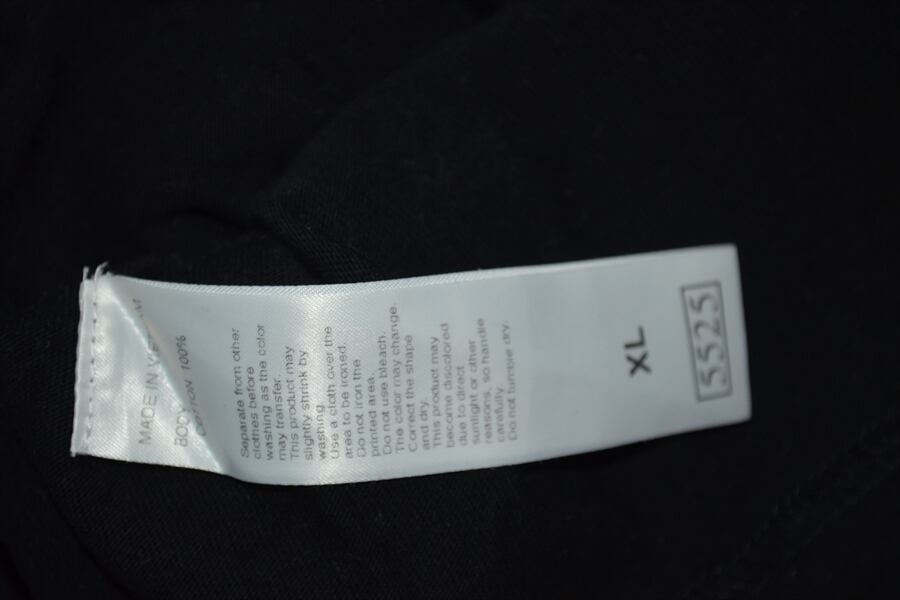 MADE IN VIETNAM
BODY
COTTON 100%
Separate from other
clothes before
washing as the color
may transfer.
This product may
slightly shrink by
washing.
Use a cloth over the
area to be ironed.
Do not iron the
printed area.
Do not use bleach.
The color may change.
Correct the shape
and dry.
This product may
become discolored
due to direct
sunlight or other
reasons, so handle
carefully.
Do not tumble dry.
XL
5525